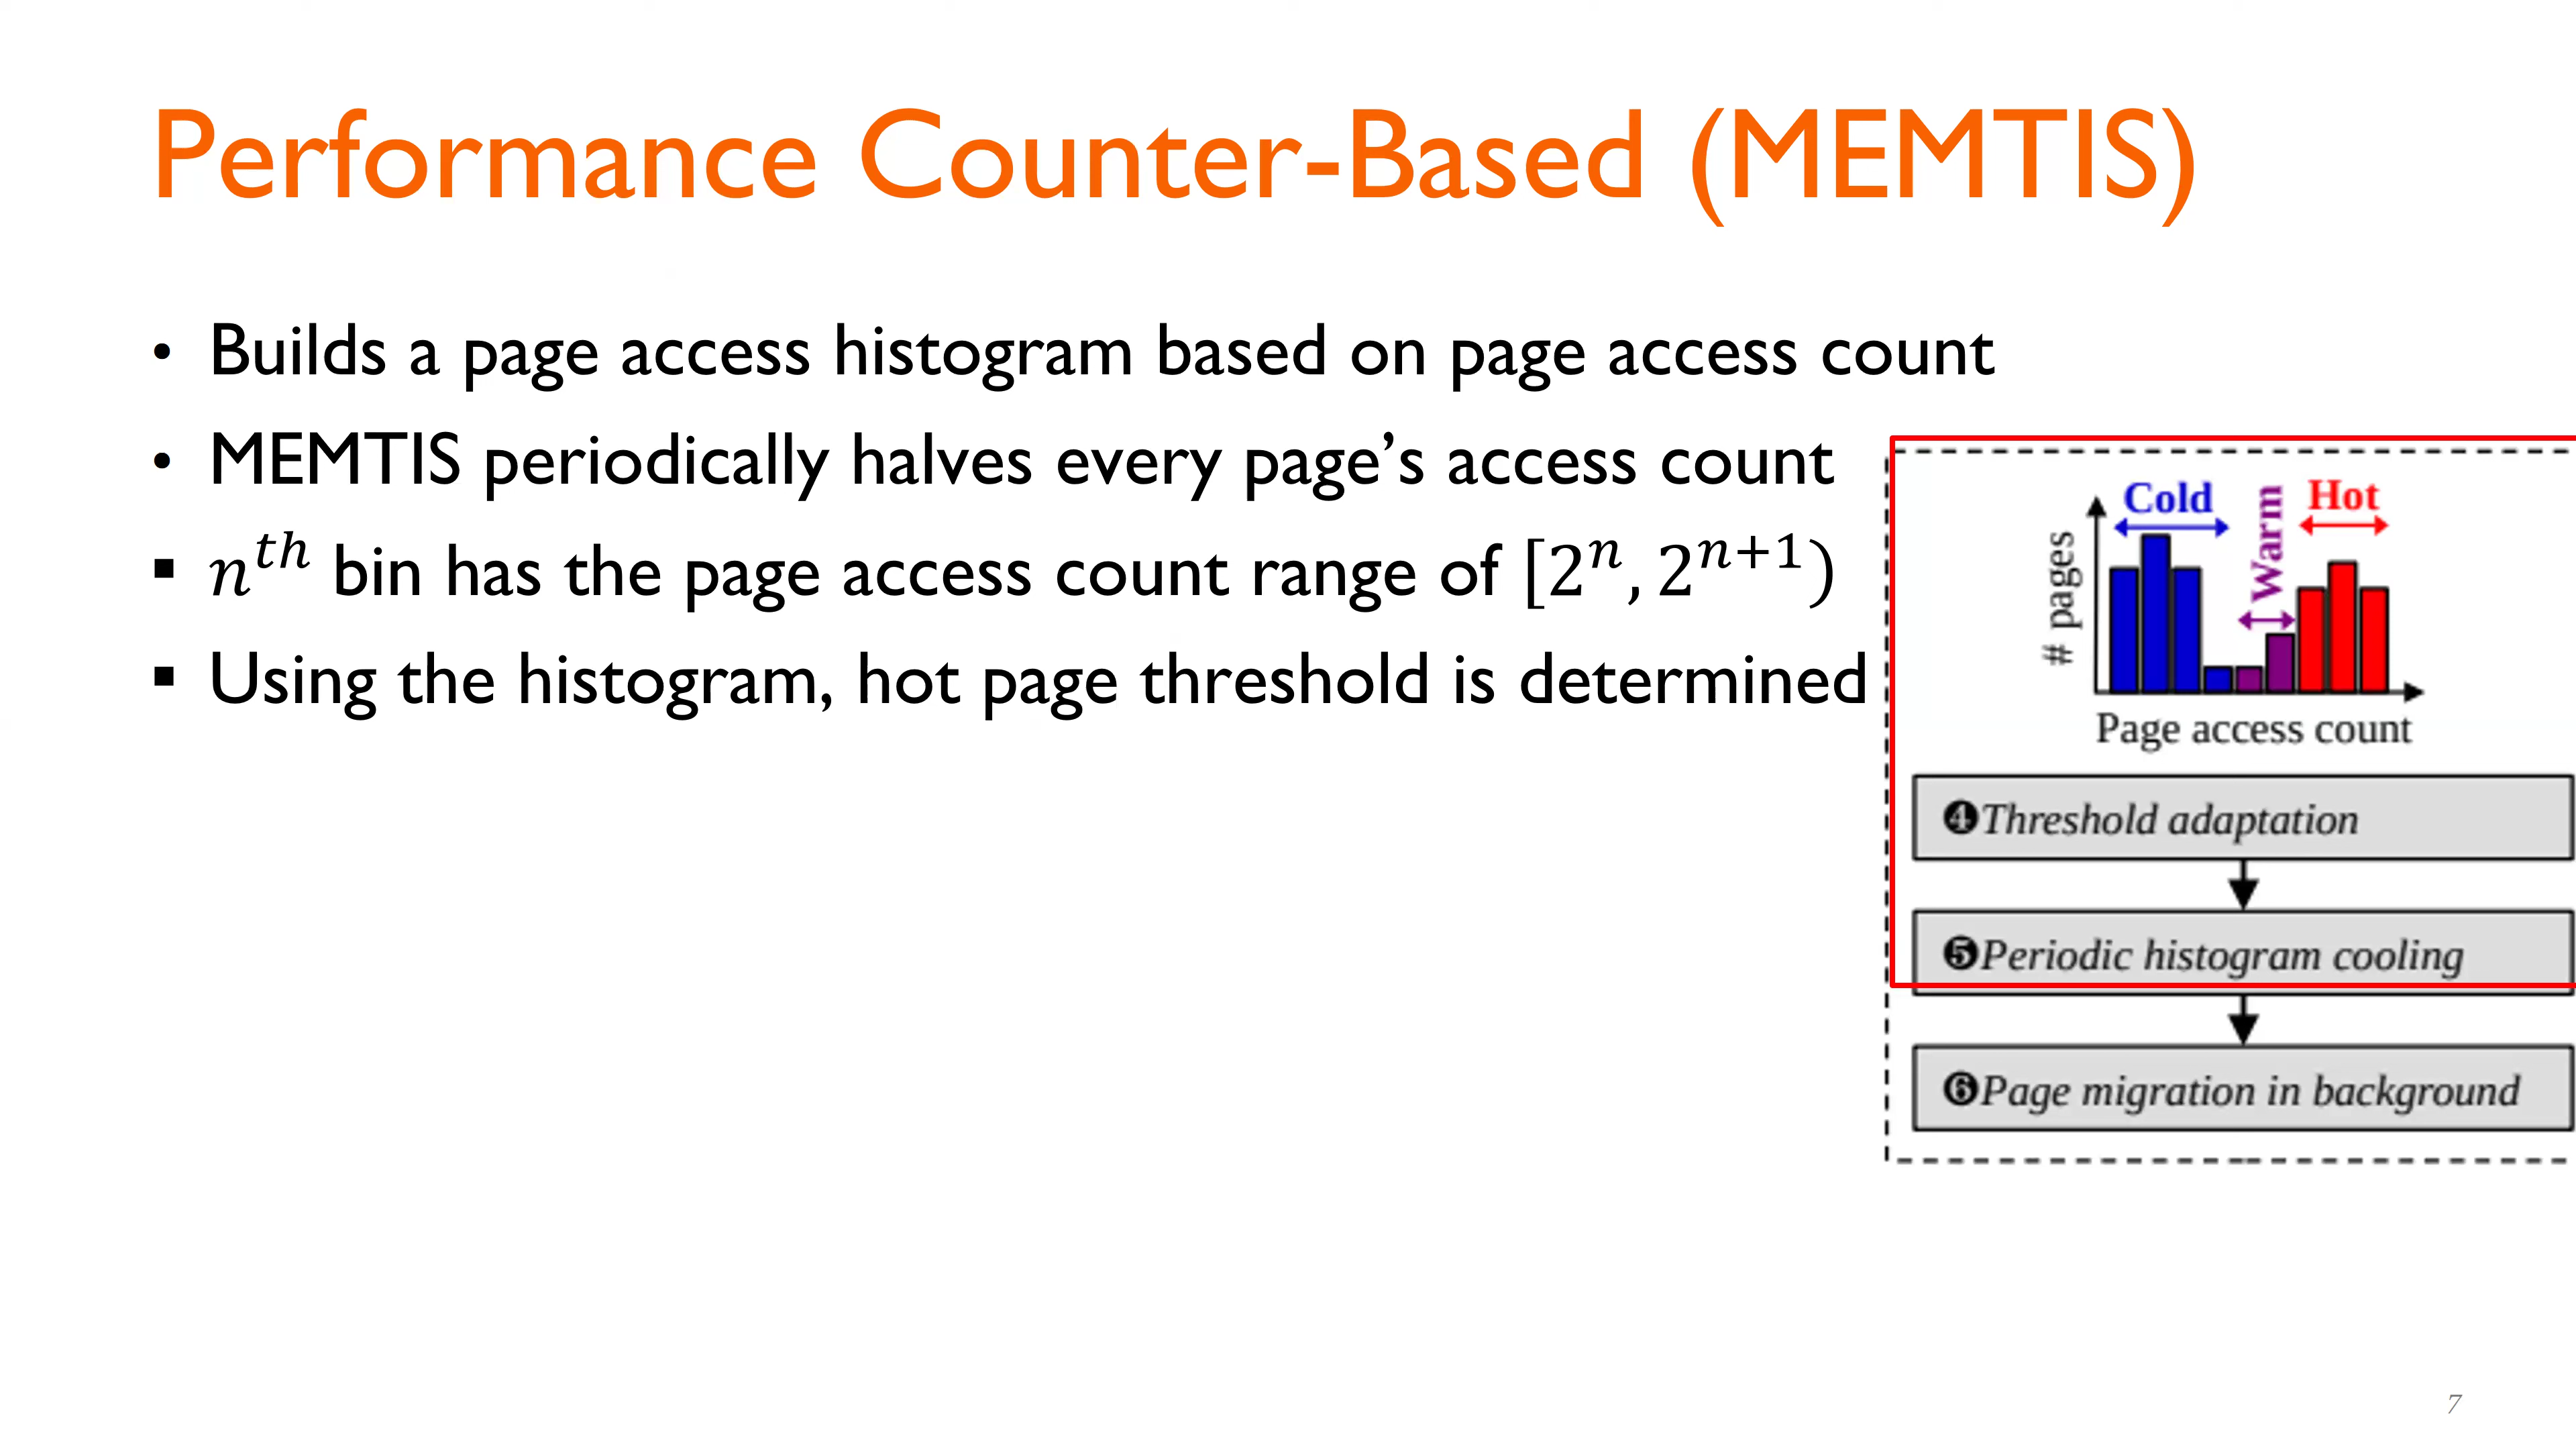 Performance Counter-Based (MEMTIS)
• Builds a page access histogram based on page access count
• MEMTIS periodically halves every page’s access count
▪ nᵗʰ bin has the page access count range of [2ⁿ, 2ⁿ⁺¹)
▪ Using the histogram, hot page threshold is determined
Cold
Warm
Hot
# pages
Page access count
❹Threshold adaptation
❺Periodic histogram cooling
❻Page migration in background
7